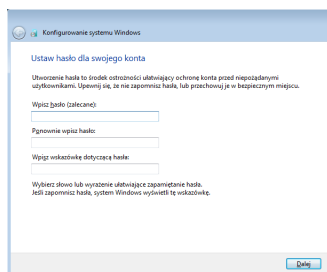 Konfigurowanie systemu Windows
Ustaw hasło dla swojego konta
Utworzenie hasła to środek ostrożności ułatwiający ochronę konta przed niepożądanymi
użytkownikami. Upewnij się, że nie zapomnisz hasła, lub przechowuj je w bezpiecznym miejscu.
Wpisz hasło (zalecane):
Ponownie wpisz hasło:
Wpisz wskazówkę dotyczącą hasła:
Wybierz słowo lub wyrażenie ułatwiające zapamiętanie hasła.
Jeśli zapomnisz hasła, system Windows wyświetli tę wskazówkę.
Dalej